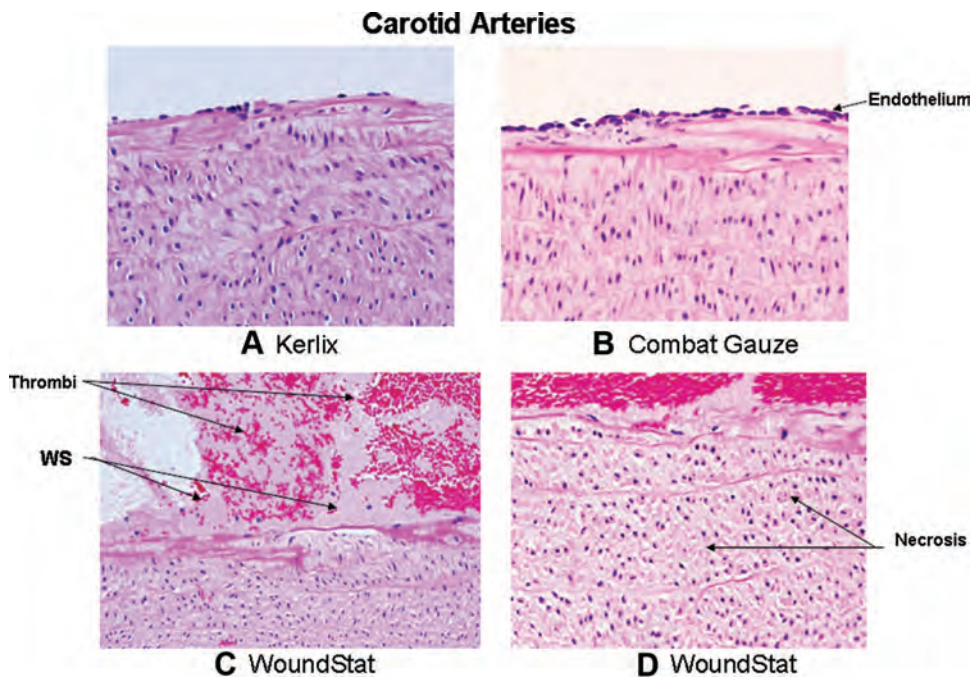 Carotid Arteries
Endothelium
A Kerlix
B Combat Gauze
Thrombi
WS
Necrosis
C WoundStat
D WoundStat